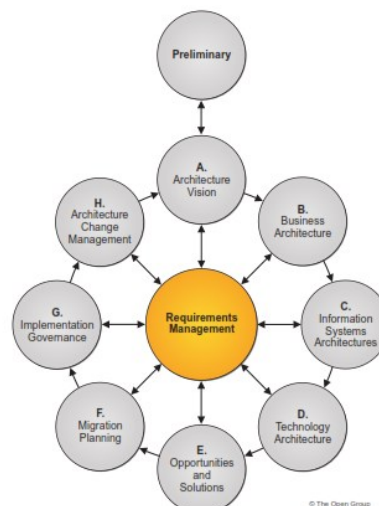 Preliminary
A.
Architecture
Vision
H.
Architecture
Change
Management
B.
Business
Architecture
G.
Implementation
Governance
Requirements
Management
C.
Information
Systems
Architectures
F.
Migration
Planning
D.
Technology
Architecture
E.
Opportunities
and
Solutions
© The Open Group